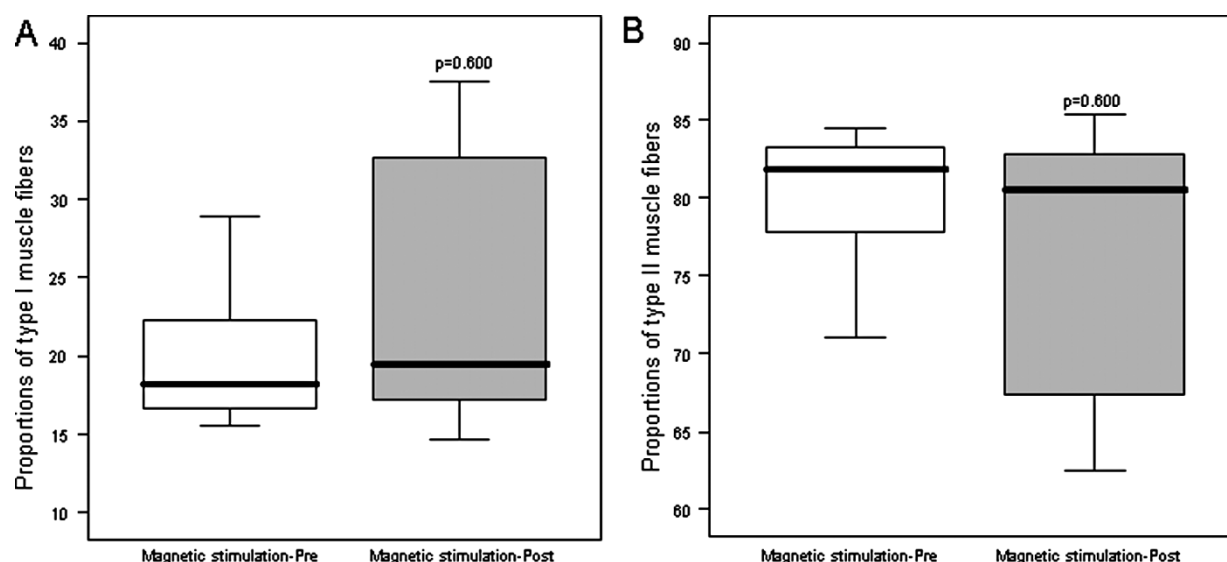 A
Proportions of type I muscle fibers
40
35
30
25
20
15
10
p=0.600
Magnetic stimulation-Pre
Magnetic stimulation-Post
B
Proportions of type II muscle fibers
90
85
80
75
70
65
60
p=0.600
Magnetic stimulation-Pre
Magnetic stimulation-Post